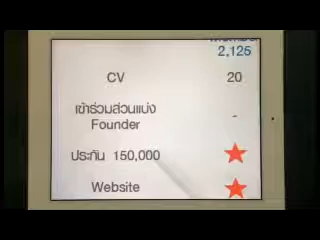 2,125
CV 20
เข้าร่วมส่วนแบ่ง
Founder -
ประกัน 150,000
Website